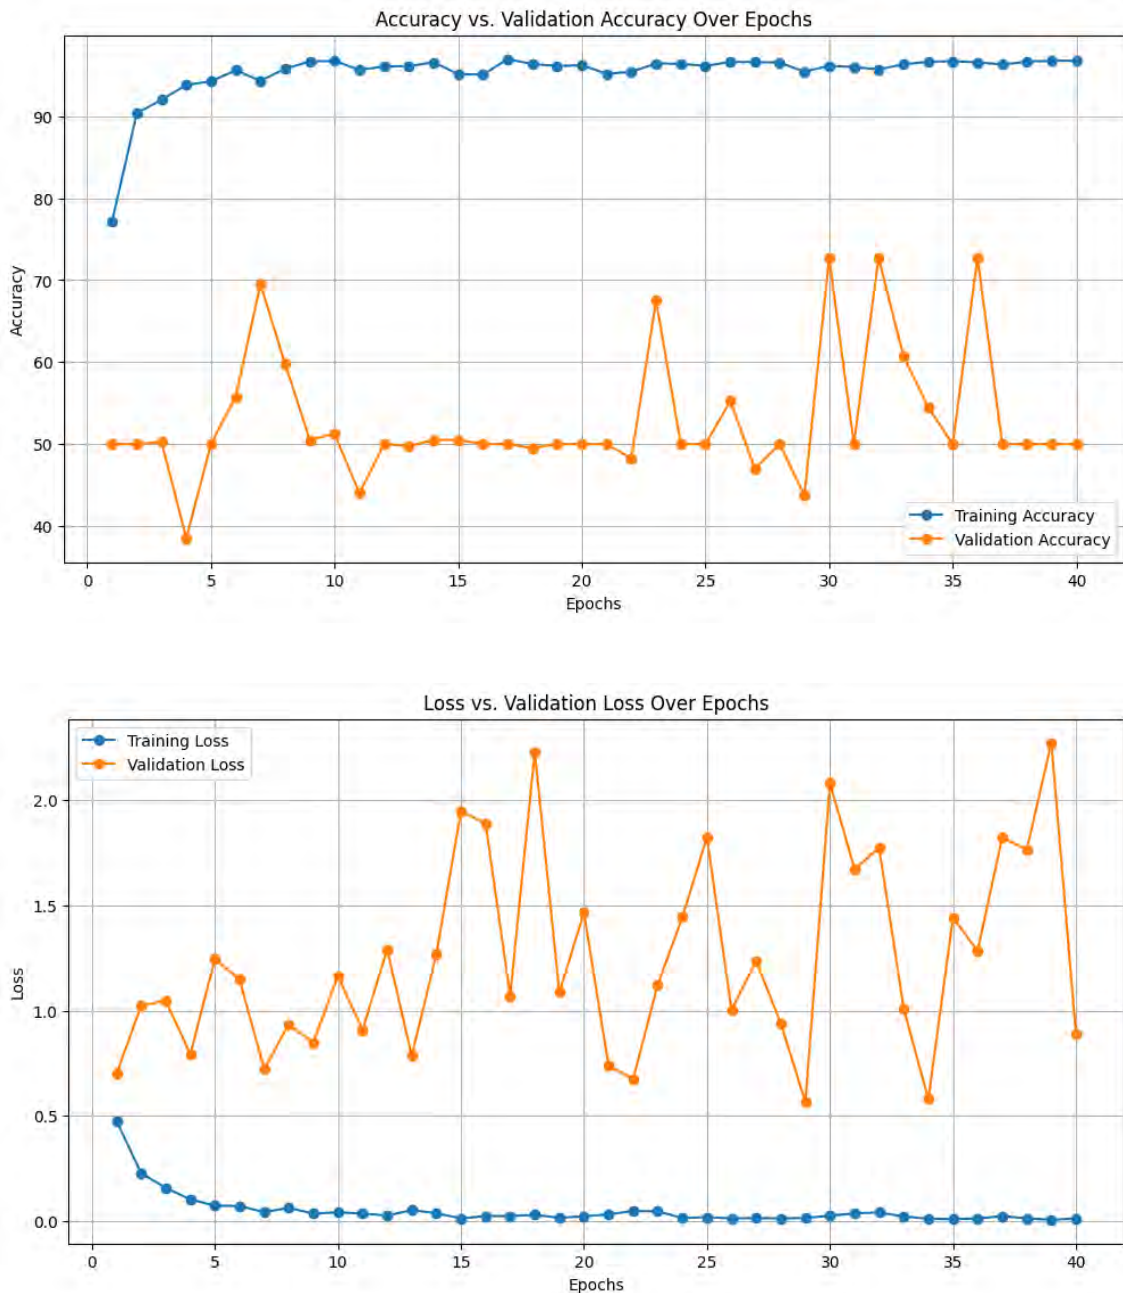 Accuracy vs. Validation Accuracy Over Epochs
Accuracy
90
80
70
60
50
40
Training Accuracy
Validation Accuracy
0 5 10 15 20 25 30 35 40
Epochs
Loss vs. Validation Loss Over Epochs
Training Loss
Validation Loss
Loss
2.0
1.5
1.0
0.5
0.0
0 5 10 15 20 25 30 35 40
Epochs